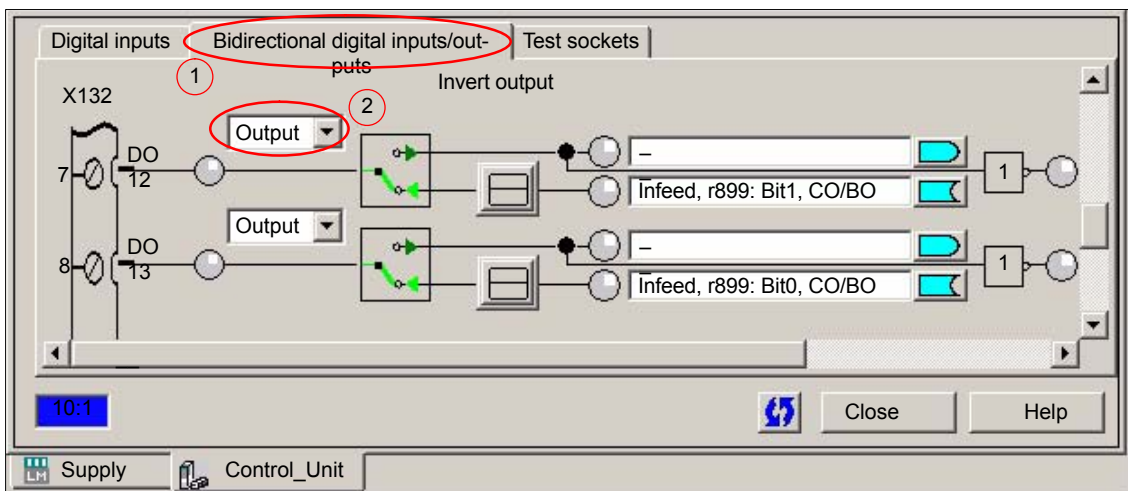 Digital inputs
Bidirectional digital inputs/out-
puts
Test sockets
1
Invert output
X132
2
Output
7
DO
12
–
Infeed, r899: Bit1, CO/BO
1
Output
8
DO
13
–
Infeed, r899: Bit0, CO/BO
1
10:1
Close
Help
LM
Supply
Control_Unit